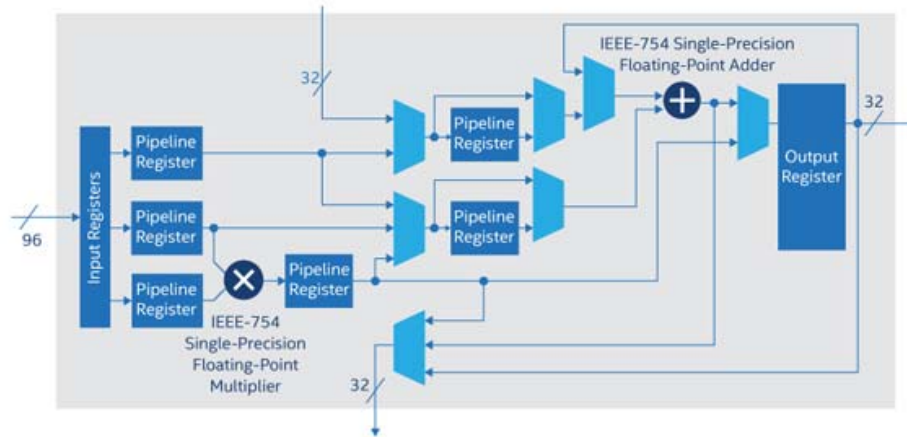 32
IEEE-754 Single-Precision
Floating-Point Adder
Pipeline
Register
Pipeline
Register
32
Input Registers
Pipeline
Register
Pipeline
Register
Output
Register
96
Pipeline
Register
Pipeline
Register
IEEE-754
Single-Precision
Floating-Point
Multiplier
32